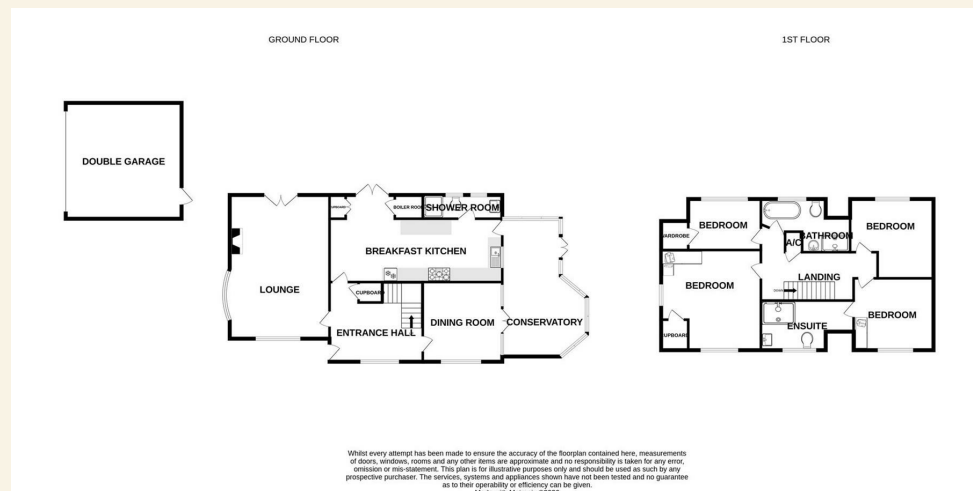 GROUND FLOOR
1ST FLOOR
DOUBLE GARAGE
BOILER ROOM
SHOWER ROOM
BREAKFAST KITCHEN
LOUNGE
CUPBOARD
ENTRANCE HALL
DINING ROOM
CONSERVATORY
WARDROBE
BEDROOM
A/C
BATHROOM
BEDROOM
BEDROOM
LANDING
DOWN
CUPBOARD
ENSUITE
BEDROOM
Whilst every attempt has been made to ensure the accuracy of the floorplan contained here, measurements
of doors, windows, rooms and any other items are approximate and no responsibility is taken for any error,
omission or mis-statement. This plan is for illustrative purposes only and should be used as such by any
prospective purchaser. The services, systems and appliances shown have not been tested and no guarantee
as to their operability or efficiency can be given.